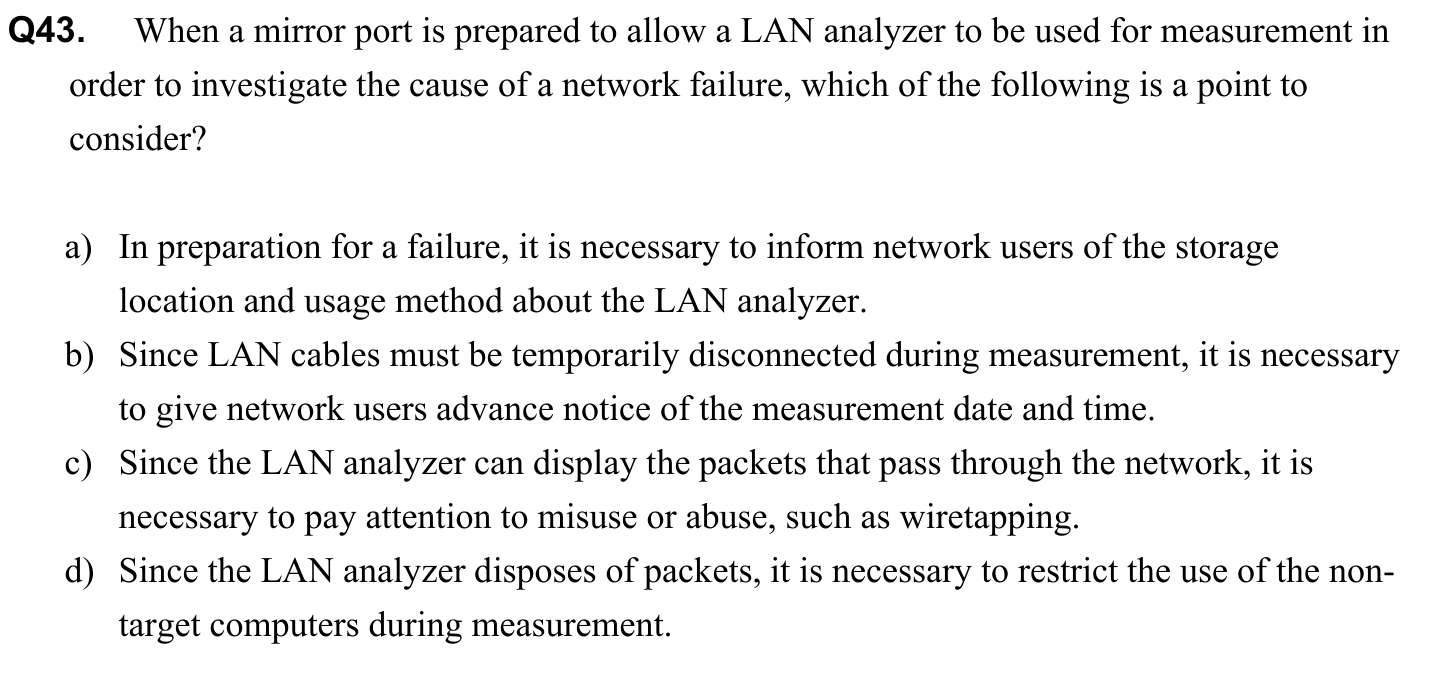 Q43. When a mirror port is prepared to allow a LAN analyzer to be used for measurement in
order to investigate the cause of a network failure, which of the following is a point to
consider?
a) In preparation for a failure, it is necessary to inform network users of the storage
location and usage method about the LAN analyzer.
b) Since LAN cables must be temporarily disconnected during measurement, it is necessary
to give network users advance notice of the measurement date and time.
c) Since the LAN analyzer can display the packets that pass through the network, it is
necessary to pay attention to misuse or abuse, such as wiretapping.
d) Since the LAN analyzer disposes of packets, it is necessary to restrict the use of the non-
target computers during measurement.